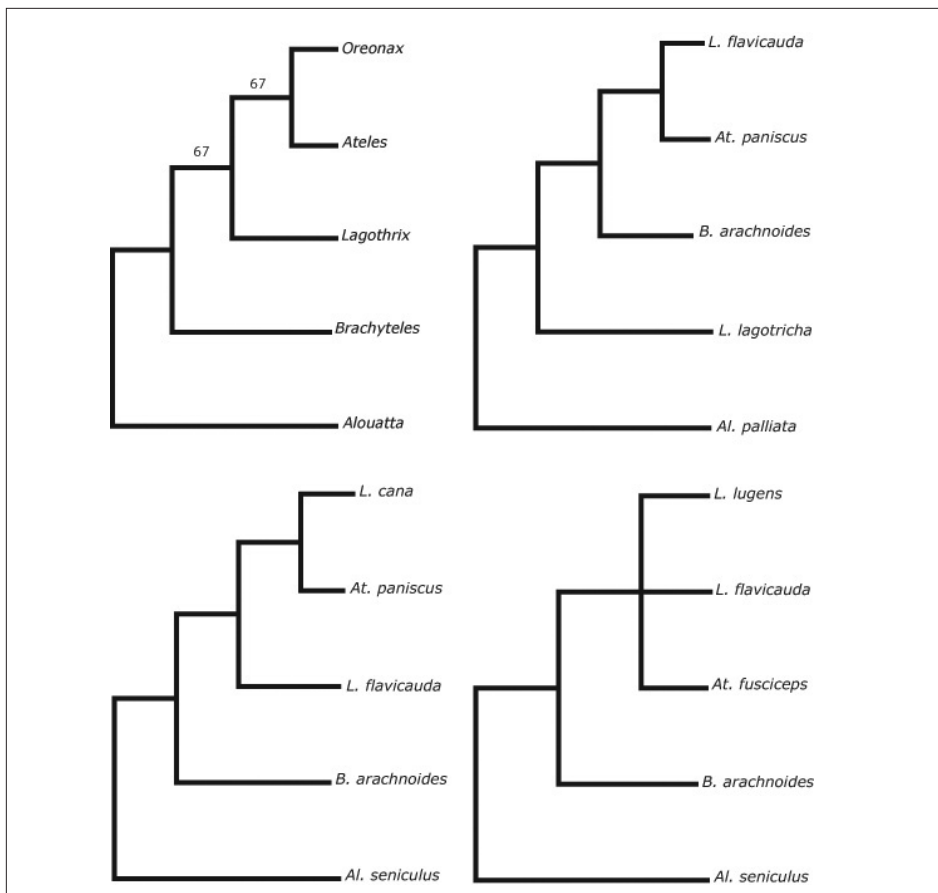 Oreonax
67
Ateles
67
Lagothrix
Brachyteles
Alouatta
L. flavicauda
At. paniscus
B. arachnoides
L. lagotricha
Al. palliata
L. cana
At. paniscus
L. flavicauda
B. arachnoides
Al. seniculus
L. lugens
L. flavicauda
At. fusciceps
B. arachnoides
Al. seniculus